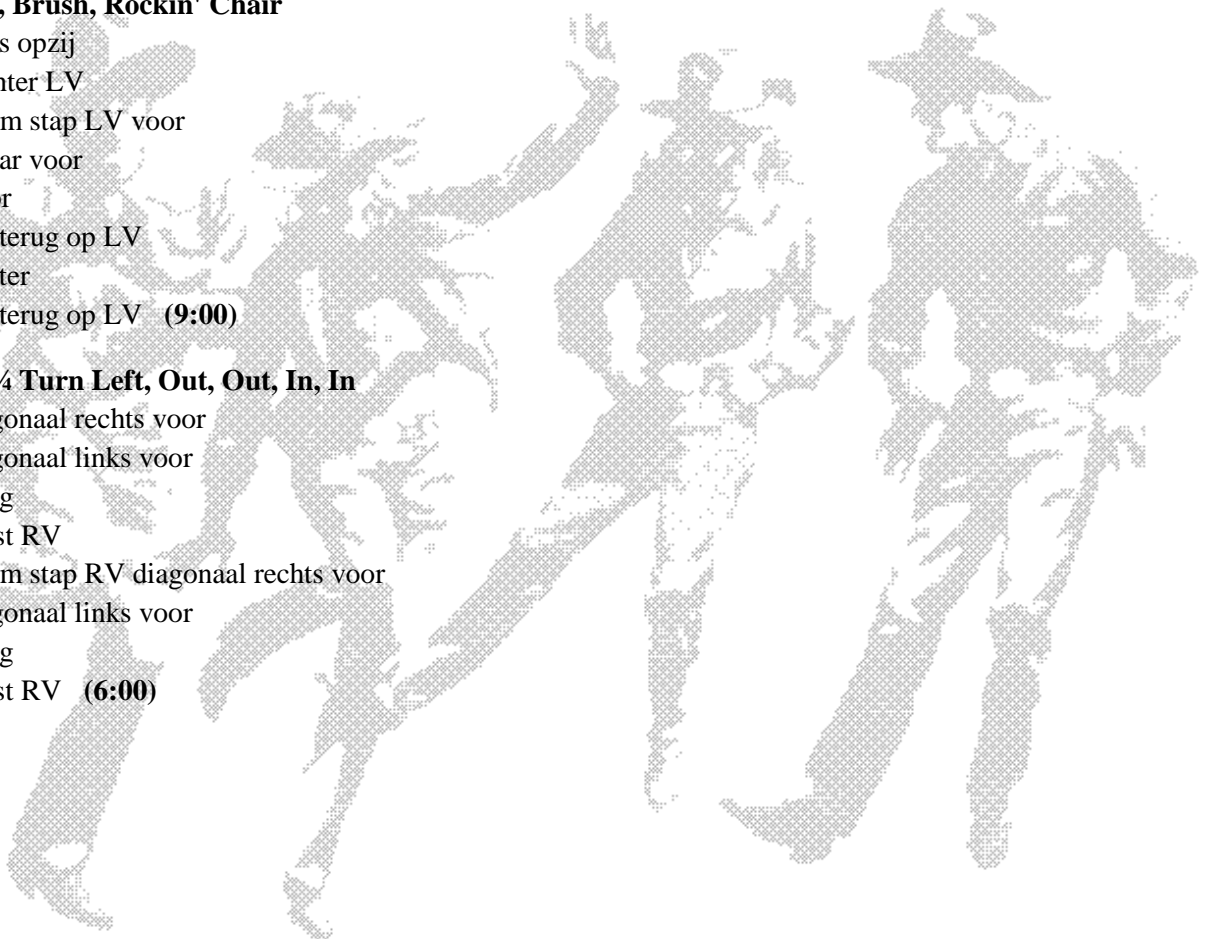 , Brush, Rockin' Chair
s opzij
nter LV
m stap LV voor
ar voor
r
terug op LV
ter
terug op LV (9:00)
¼ Turn Left, Out, Out, In, In
gonaal rechts voor
gonaal links voor
g
st RV
m stap RV diagonaal rechts voor
gonaal links voor
g
st RV (6:00)